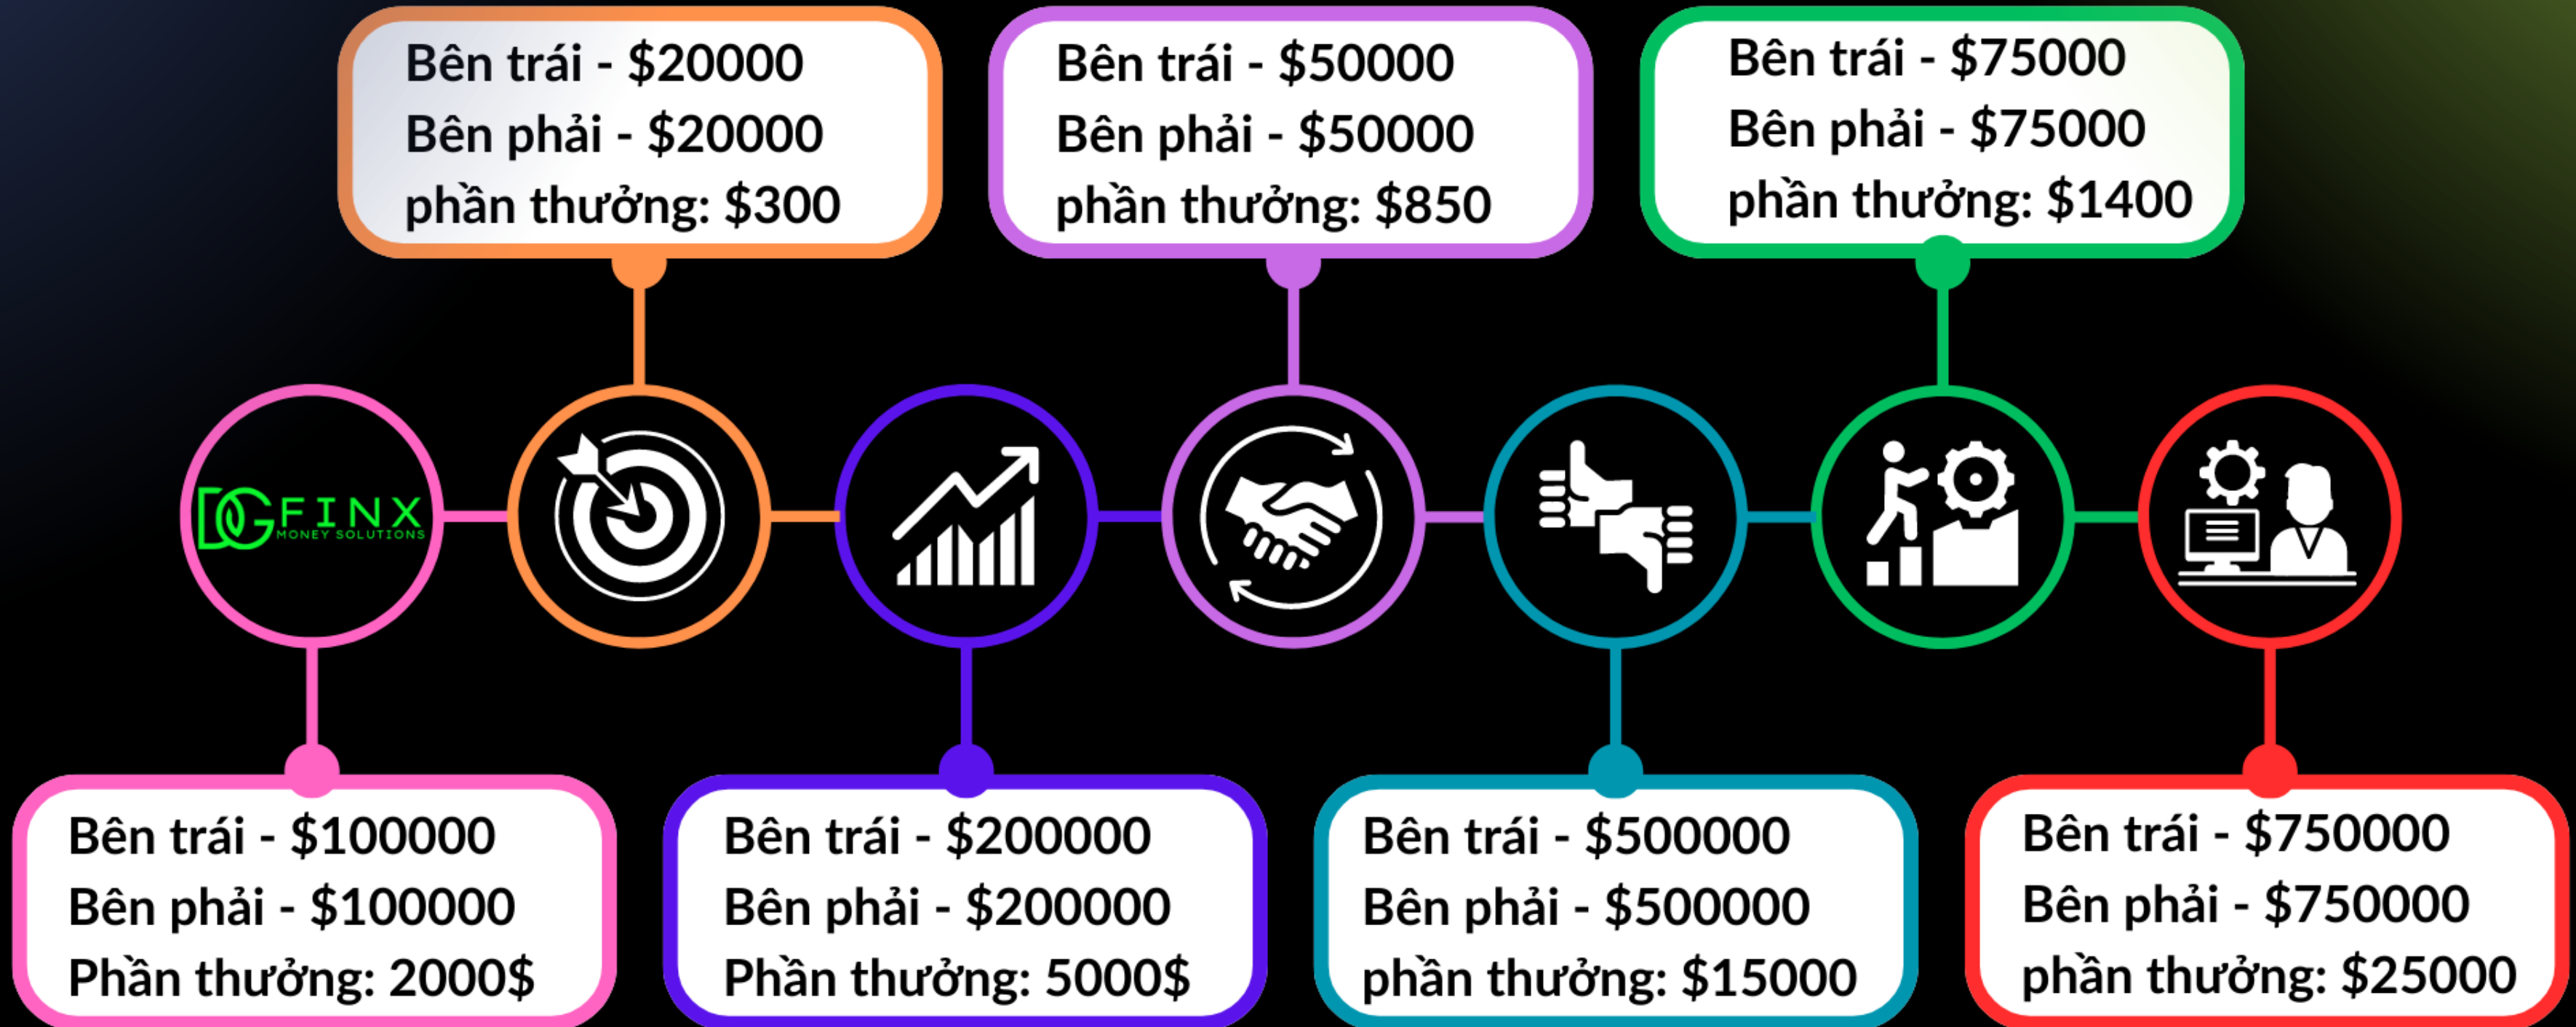 Bên trái - $20000
Bên phải - $20000
phần thưởng: $300
Bên trái - $50000
Bên phải - $50000
phần thưởng: $850
Bên trái - $75000
Bên phải - $75000
phần thưởng: $1400
DGFINX
MONEY SOLUTIONS
Bên trái - $100000
Bên phải - $100000
Phần thưởng: 2000$
Bên trái - $200000
Bên phải - $200000
Phần thưởng: 5000$
Bên trái - $500000
Bên phải - $500000
phần thưởng: $15000
Bên trái - $750000
Bên phải - $750000
phần thưởng: $25000